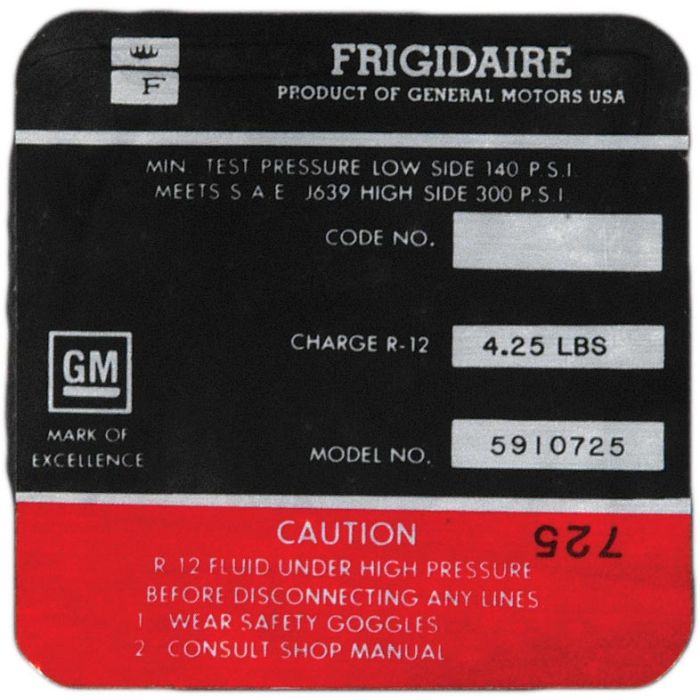 F
FRIGIDAIRE
PRODUCT OF GENERAL MOTORS USA
MIN. TEST PRESSURE LOW SIDE 140 P.S.I.
MEETS S.A.E. J639 HIGH SIDE 300 P.S.I.
CODE NO.
CHARGE R-12 4.25 LBS
GM
MARK OF
EXCELLENCE
MODEL NO. 5910725
CAUTION
725
R 12 FLUID UNDER HIGH PRESSURE
BEFORE DISCONNECTING ANY LINES
1 WEAR SAFETY GOGGLES
2 CONSULT SHOP MANUAL